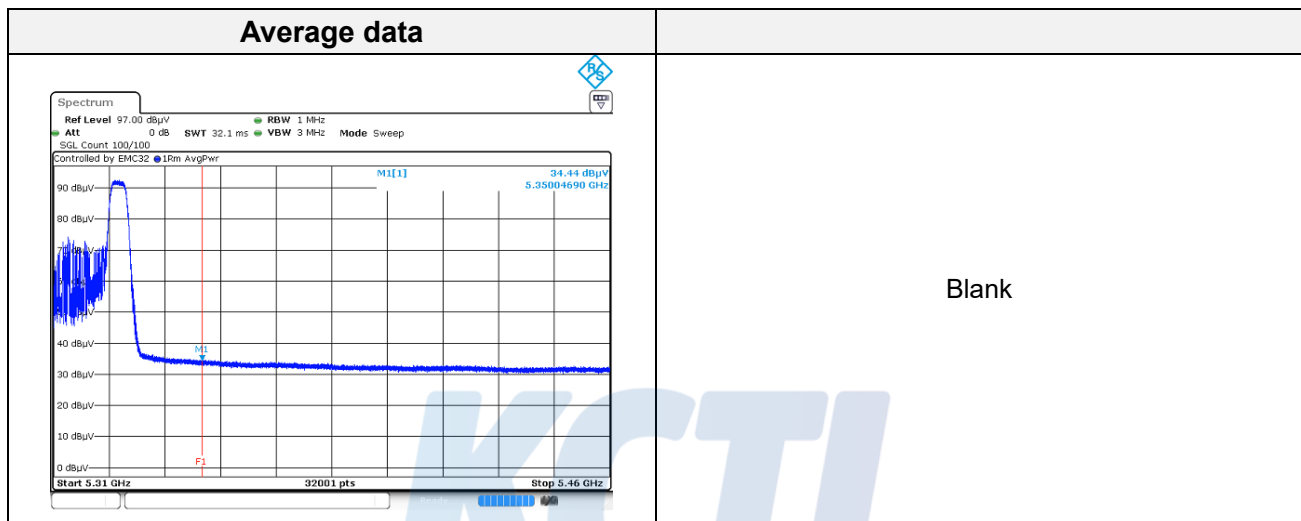 Average data
R&S
Spectrum
Ref Level 97.00 dBµV RBW 1 MHz
Att 0 dB SWT 32.1 ms VBW 3 MHz Mode Sweep
SGL Count 100/100
Controlled by EMC32 1Rm AvgPwr
M1[1] 34.44 dBµV
5.35004690 GHz
90 dBµV
80 dBµV
40 dBµV
M1
30 dBµV
20 dBµV
10 dBµV
0 dBµV
F1
Start 5.31 GHz 32001 pts Stop 5.46 GHz
Blank
KCTL